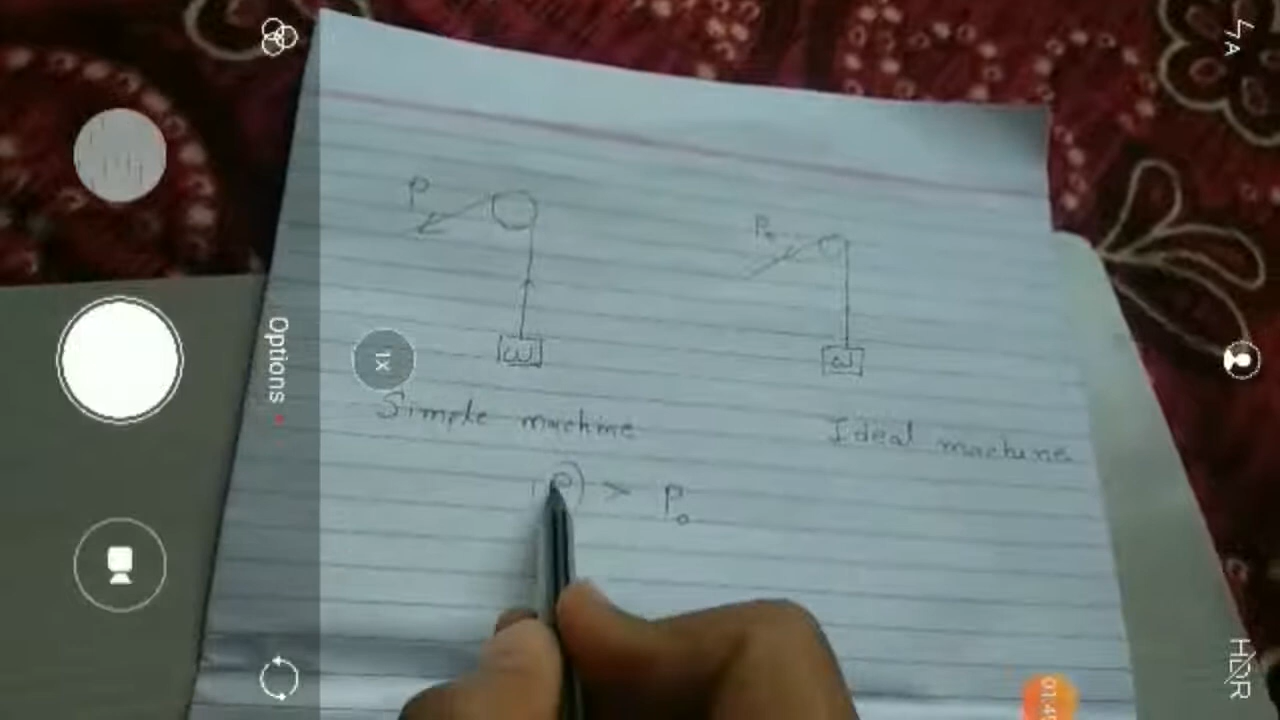 P
P₀
ω
ω
Simple machine
Ideal machine
P > P₀
Options
1x
A
HDR